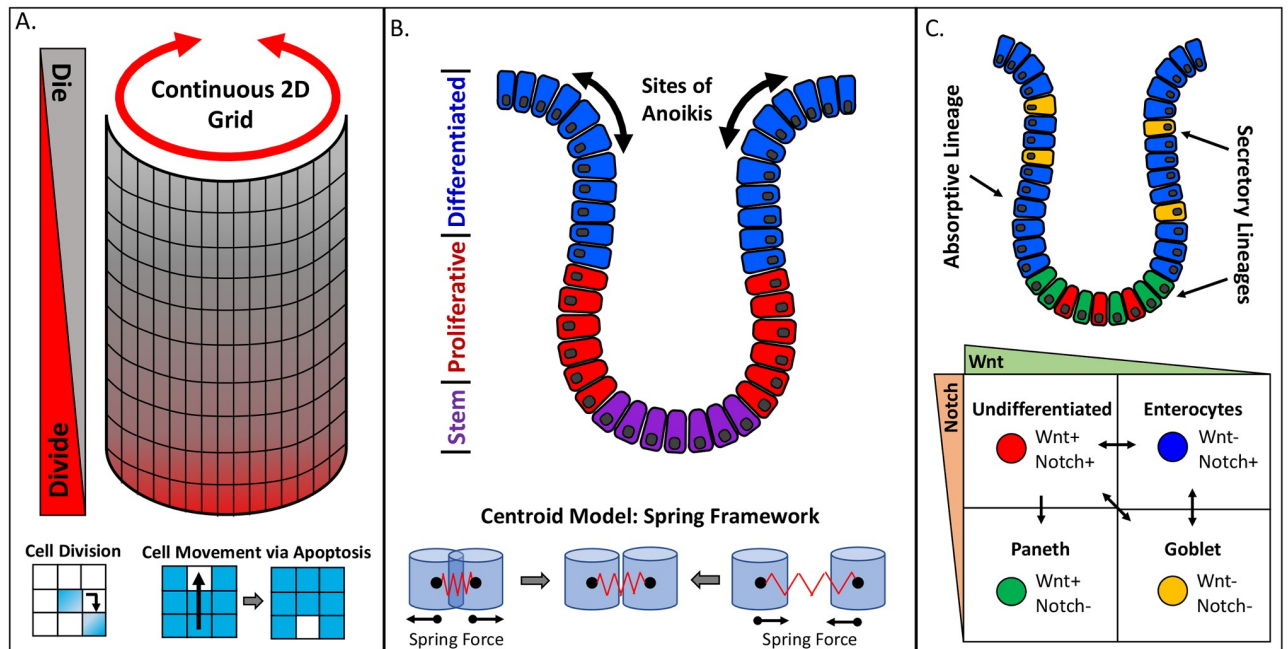 A.
Die
Divide
Continuous 2D
Grid
Cell Division
Cell Movement via Apoptosis
B.
Differentiated
Proliferative
Stem
Sites of
Anoikis
Centroid Model: Spring Framework
Spring Force
Spring Force
C.
Absorptive Lineage
Secretory Lineages
Wnt
Notch
Undifferentiated
Wnt+
Notch+
Enterocytes
Wnt-
Notch+
Paneth
Wnt+
Notch-
Goblet
Wnt-
Notch-